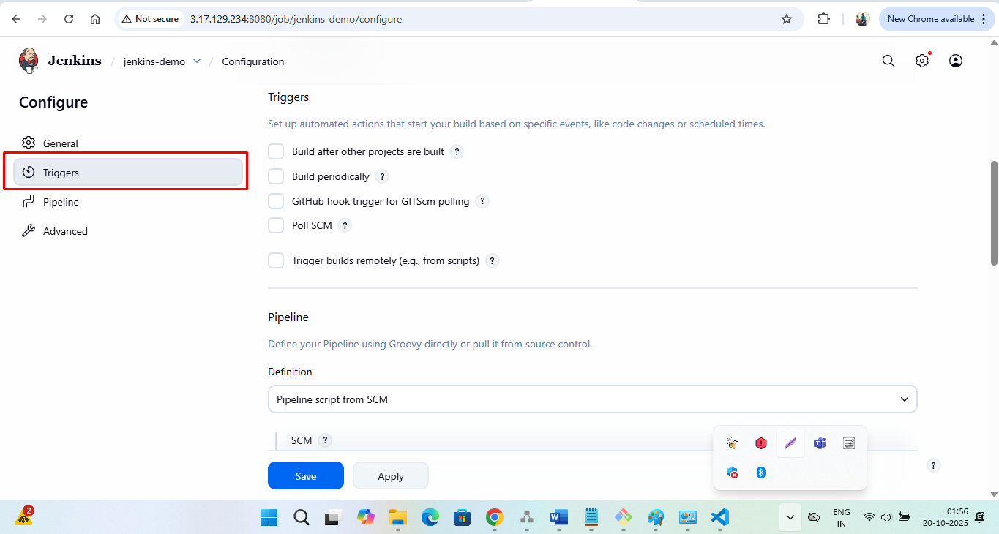 Not secure
3.17.129.234:8080/job/jenkins-demo/configure
New Chrome available
Jenkins / jenkins-demo / Configuration
Configure
General
Triggers
Pipeline
Advanced
Triggers
Set up automated actions that start your build based on specific events, like code changes or scheduled times.
Build after other projects are built ?
Build periodically ?
GitHub hook trigger for GITScm polling ?
Poll SCM ?
Trigger builds remotely (e.g., from scripts) ?
Pipeline
Define your Pipeline using Groovy directly or pull it from source control.
Definition
Pipeline script from SCM
SCM ?
?
Save
Apply
2
ENG
IN
01:56
20-10-2025